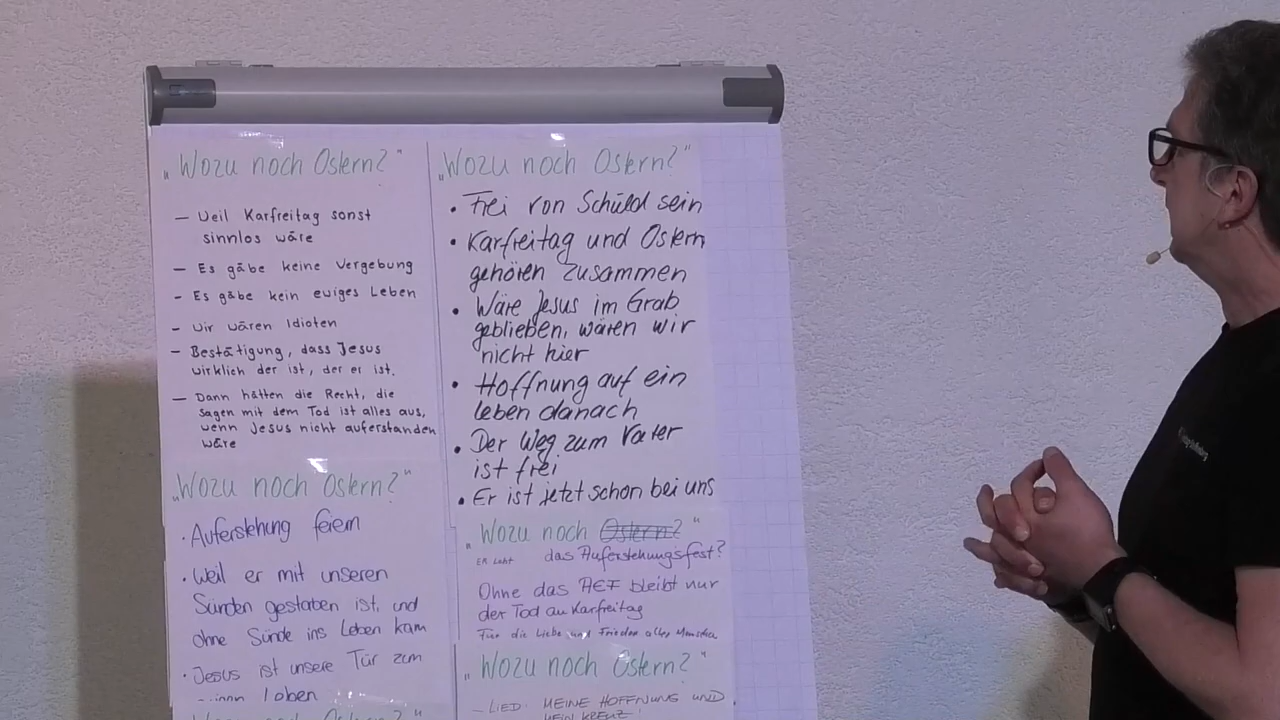 „Wozu noch Ostern?"
— Weil Karfreitag sonst
sinnlos wäre
— Es gäbe keine Vergebung
— Es gäbe kein ewiges Leben
— Wir wären Idioten
— Bestätigung, dass Jesus
wirklich der ist, der er ist.
— Dann hätten die Recht, die
sagen mit dem Tod ist alles aus,
wenn Jesus nicht auferstanden
wäre
„Wozu noch Ostern?"
• Auferstehung feiern
• Weil er mit unseren
Sünden gestorben ist, und
ohne Sünde ins Leben kam
• Jesus ist unsere Tür zum
Leben
„Wozu noch Ostern?"
• Frei von Schuld sein
• Karfreitag und Ostern
gehören zusammen
• Wäre Jesus im Grab
geblieben, wären wir
nicht hier
• Hoffnung auf ein
Leben danach
• Der Weg zum Vater
ist frei
• Er ist jetzt schon bei uns
„Wozu noch Ostern?"
ER Lebt das Auferstehungsfest?
Ohne das AEF bleibt nur
der Tod an Karfreitag
Für die Liebe und Frieden aller Menschen
„Wozu noch Ostern?"
— LIED: MEINE HOFFNUNG UND
MEIN KREUZ!